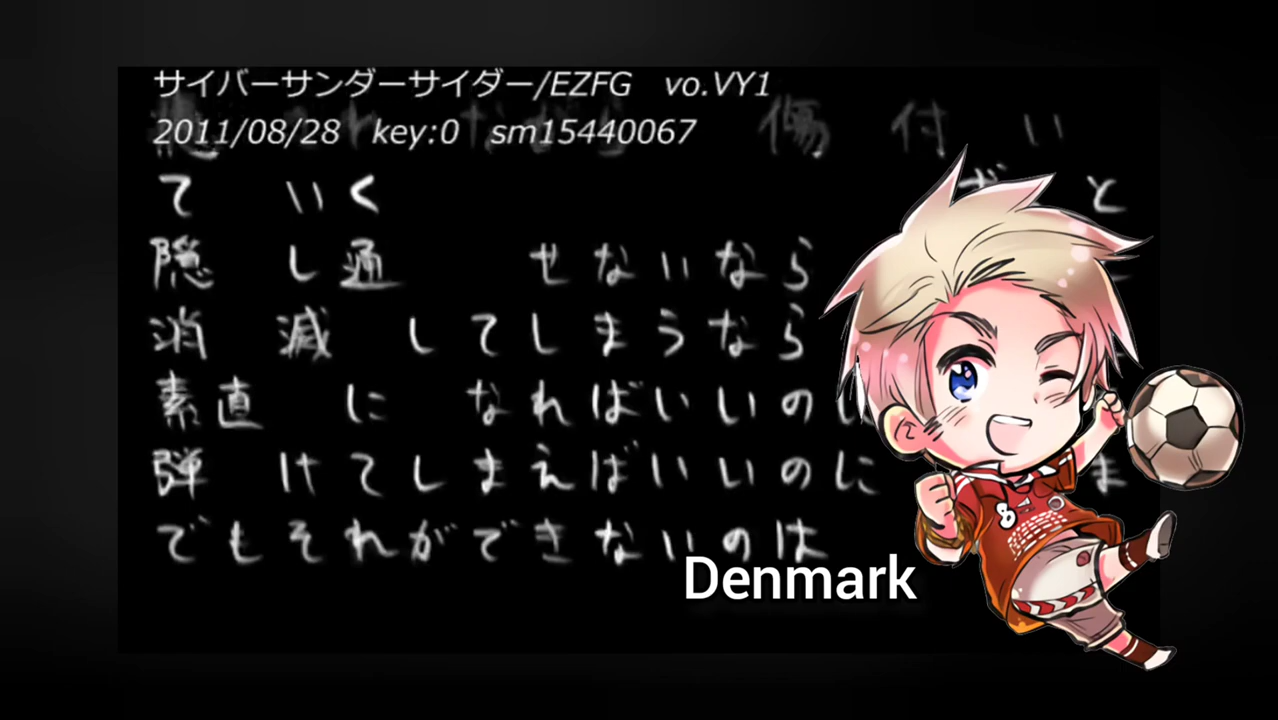 サイバーサンダーサイダー/EZFG vo.VY1
2011/08/28 key:0 sm15440067
傷付い
ていく と
隠し通せないなら
消滅してしまうなら
素直になればいいのに
弾けてしまえばいいのに ま
でもそれができないのは
Denmark
8